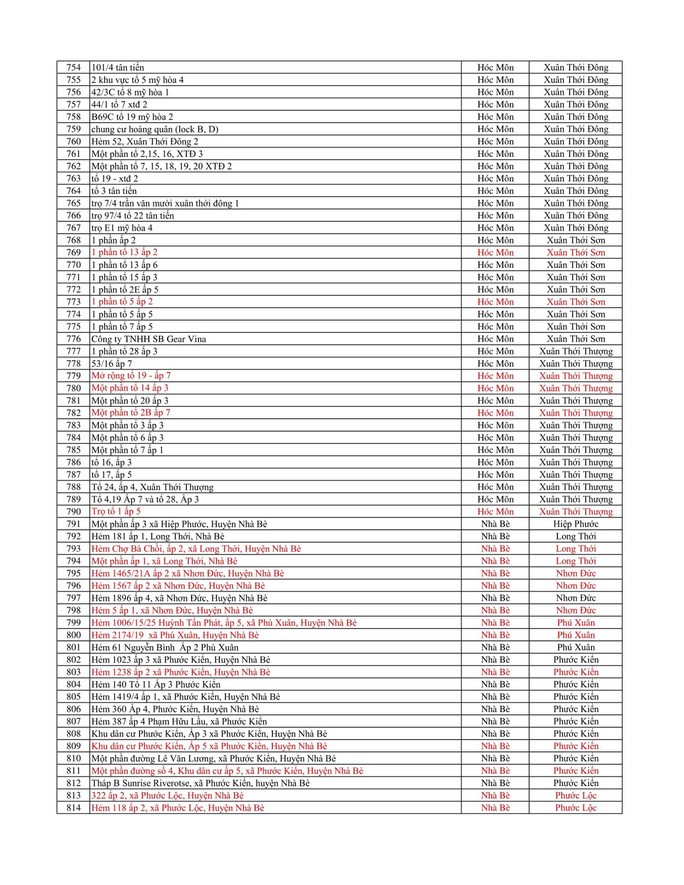 754 101/4 tân tiến Hóc Môn Xuân Thới Đông
755 2 khu vực tổ 5 mỹ hòa 4 Hóc Môn Xuân Thới Đông
756 42/3C tổ 8 mỹ hòa 1 Hóc Môn Xuân Thới Đông
757 44/1 tổ 7 xtđ 2 Hóc Môn Xuân Thới Đông
758 B69C tổ 19 mỹ hòa 2 Hóc Môn Xuân Thới Đông
759 chung cư hoàng quân (lock B, D) Hóc Môn Xuân Thới Đông
760 Hẻm 52, Xuân Thới Đông 2 Hóc Môn Xuân Thới Đông
761 Một phần tổ 2,15, 16, XTĐ 3 Hóc Môn Xuân Thới Đông
762 Một phần tổ 7, 15, 18, 19, 20 XTĐ 2 Hóc Môn Xuân Thới Đông
763 tổ 19 - xtđ 2 Hóc Môn Xuân Thới Đông
764 tổ 3 tân tiến Hóc Môn Xuân Thới Đông
765 trọ 7/4 trần văn mười xuân thới đông 1 Hóc Môn Xuân Thới Đông
766 trọ 97/4 tổ 22 tân tiến Hóc Môn Xuân Thới Đông
767 trọ E1 mỹ hòa 4 Hóc Môn Xuân Thới Đông
768 1 phần ấp 2 Hóc Môn Xuân Thới Sơn
769 1 phần tổ 13 ấp 2 Hóc Môn Xuân Thới Sơn
770 1 phần tổ 13 ấp 6 Hóc Môn Xuân Thới Sơn
771 1 phần tổ 15 ấp 3 Hóc Môn Xuân Thới Sơn
772 1 phần tổ 2E ấp 5 Hóc Môn Xuân Thới Sơn
773 1 phần tổ 5 ấp 2 Hóc Môn Xuân Thới Sơn
774 1 phần tổ 5 ấp 5 Hóc Môn Xuân Thới Sơn
775 1 phần tổ 7 ấp 5 Hóc Môn Xuân Thới Sơn
776 Công ty TNHH SB Gear Vina Hóc Môn Xuân Thới Sơn
777 1 phần tổ 28 ấp 3 Hóc Môn Xuân Thới Thượng
778 53/16 ấp 7 Hóc Môn Xuân Thới Thượng
779 Mở rộng tổ 19 - ấp 7 Hóc Môn Xuân Thới Thượng
780 Một phần tổ 14 ấp 3 Hóc Môn Xuân Thới Thượng
781 Một phần tổ 20 ấp 3 Hóc Môn Xuân Thới Thượng
782 Một phần tổ 2B ấp 7 Hóc Môn Xuân Thới Thượng
783 Một phần tổ 3 ấp 3 Hóc Môn Xuân Thới Thượng
784 Một phần tổ 6 ấp 3 Hóc Môn Xuân Thới Thượng
785 Một phần tổ 7 ấp 1 Hóc Môn Xuân Thới Thượng
786 tổ 16, ấp 3 Hóc Môn Xuân Thới Thượng
787 tổ 17, ấp 5 Hóc Môn Xuân Thới Thượng
788 Tổ 24, ấp 4, Xuân Thới Thượng Hóc Môn Xuân Thới Thượng
789 Tổ 4,19 Ấp 7 và tổ 28, Ấp 3 Hóc Môn Xuân Thới Thượng
790 Trọ tổ 1 ấp 5 Hóc Môn Xuân Thới Thượng
791 Một phần ấp 3 xã Hiệp Phước, Huyện Nhà Bè Nhà Bè Hiệp Phước
792 Hẻm 181 ấp 1, Long Thới, Nhà Bè Nhà Bè Long Thới
793 Hẻm Chợ Bà Chồi, ấp 2, xã Long Thới, Huyện Nhà Bè Nhà Bè Long Thới
794 Một phần ấp 1, xã Long Thới, Nhà Bè Nhà Bè Long Thới
795 Hẻm 1465/21A ấp 2 xã Nhơn Đức, Huyện Nhà Bè Nhà Bè Nhơn Đức
796 Hẻm 1567 ấp 2 xã Nhơn Đức, Huyện Nhà Bè Nhà Bè Nhơn Đức
797 Hẻm 1896 ấp 4, xã Nhơn Đức, Huyện Nhà Bè Nhà Bè Nhơn Đức
798 Hẻm 5 ấp 1, xã Nhơn Đức, Huyện Nhà Bè Nhà Bè Nhơn Đức
799 Hẻm 1006/15/25 Huỳnh Tấn Phát, ấp 5, xã Phú Xuân, Huyện Nhà Bè Nhà Bè Phú Xuân
800 Hẻm 2174/19 xã Phú Xuân, Huyện Nhà Bè Nhà Bè Phú Xuân
801 Hẻm 61 Nguyễn Bình Ấp 2 Phú Xuân Nhà Bè Phú Xuân
802 Hẻm 1023 ấp 3 xã Phước Kiển, Huyện Nhà Bè Nhà Bè Phước Kiển
803 Hẻm 1238 ấp 2 xã Phước Kiển, Huyện Nhà Bè Nhà Bè Phước Kiển
804 Hẻm 140 Tổ 11 Ấp 3 Phước Kiển Nhà Bè Phước Kiển
805 Hẻm 1419/4 ấp 1, xã Phước Kiển, Huyện Nhà Bè Nhà Bè Phước Kiển
806 Hẻm 360 Ấp 4, Phước Kiển, Huyện Nhà Bè Nhà Bè Phước Kiển
807 Hẻm 387 ấp 4 Phạm Hữu Lầu, xã Phước Kiển Nhà Bè Phước Kiển
808 Khu dân cư Phước Kiển, Ấp 3 xã Phước Kiển, Huyện Nhà Bè Nhà Bè Phước Kiển
809 Khu dân cư Phước Kiển, Ấp 5 xã Phước Kiển, Huyện Nhà Bè Nhà Bè Phước Kiển
810 Một phần đường Lê Văn Lương, xã Phước Kiển, Huyện Nhà Bè Nhà Bè Phước Kiển
811 Một phần đường số 4, Khu dân cư ấp 5, xã Phước Kiển, Huyện Nhà Bè Nhà Bè Phước Kiển
812 Tháp B Sunrise Riverotse, xã Phước Kiển, huyện Nhà Bè Nhà Bè Phước Kiển
813 322 ấp 2, xã Phước Lộc, Huyện Nhà Bè Nhà Bè Phước Lộc
814 Hẻm 118 ấp 2, xã Phước Lộc, Huyện Nhà Bè Nhà Bè Phước Lộc